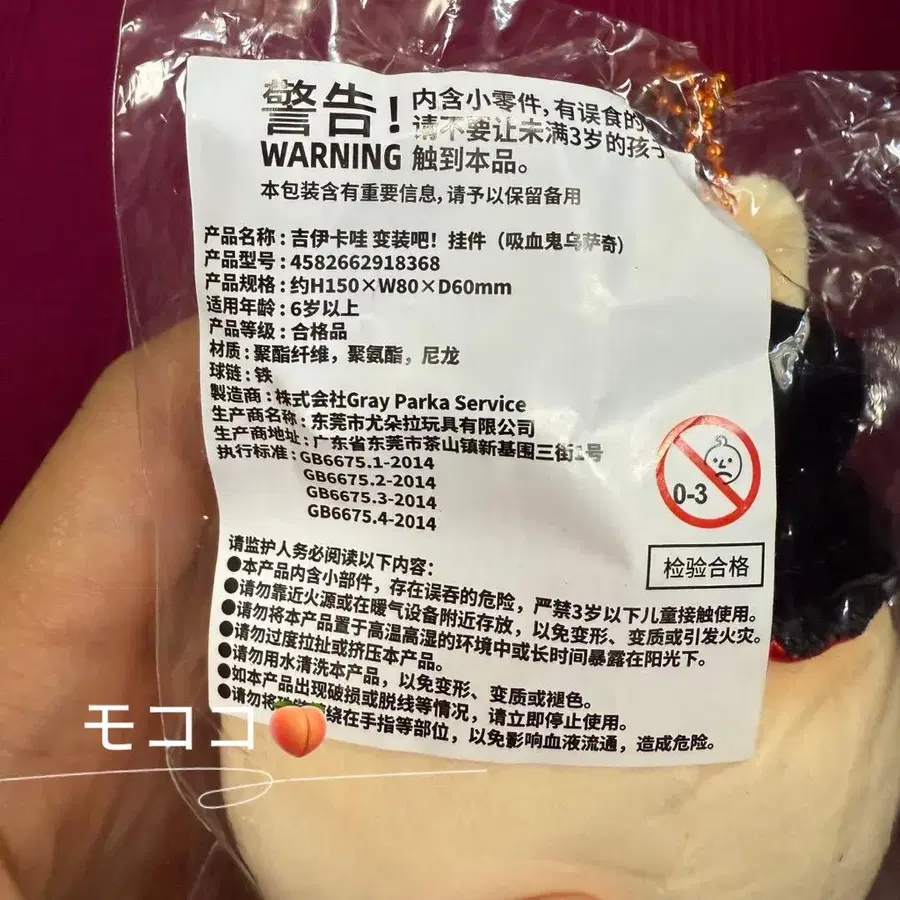 警告!
WARNING
内含小零件,有误食的
请不要让未满3岁的孩子
触到本品。
本包装含有重要信息,请予以保留备用
产品名称:吉伊卡哇 变装吧!挂件(吸血鬼乌萨奇)
产品型号:4582662918368
产品规格:约H150×W80×D60mm
适用年龄:6岁以上
产品等级:合格品
材质:聚酯纤维,聚氨酯,尼龙
球链:铁
製造商:株式会社Gray Parka Service
生产商名称:东莞市尤朵拉玩具有限公司
生产商地址:广东省东莞市茶山镇新基围三街1号
执行标准:GB6675.1-2014
GB6675.2-2014
GB6675.3-2014
GB6675.4-2014
0-3
检验合格
请监护人务必阅读以下内容:
●本产品内含小部件,存在误吞的危险,严禁3岁以下儿童接触使用。
●请勿靠近火源或在暖气设备附近存放,以免变形、变质或引发火灾。
●请勿将本产品置于高温高湿的环境中或长时间暴露在阳光下。
●请勿过度拉扯或挤压本产品。
●请勿用水清洗本产品,以免变形、变质或褪色。
●如本产品出现破损或脱线等情况,请立即停止使用。
●请勿将 绕在手指等部位,以免影响血液流通,造成危险。
モココ